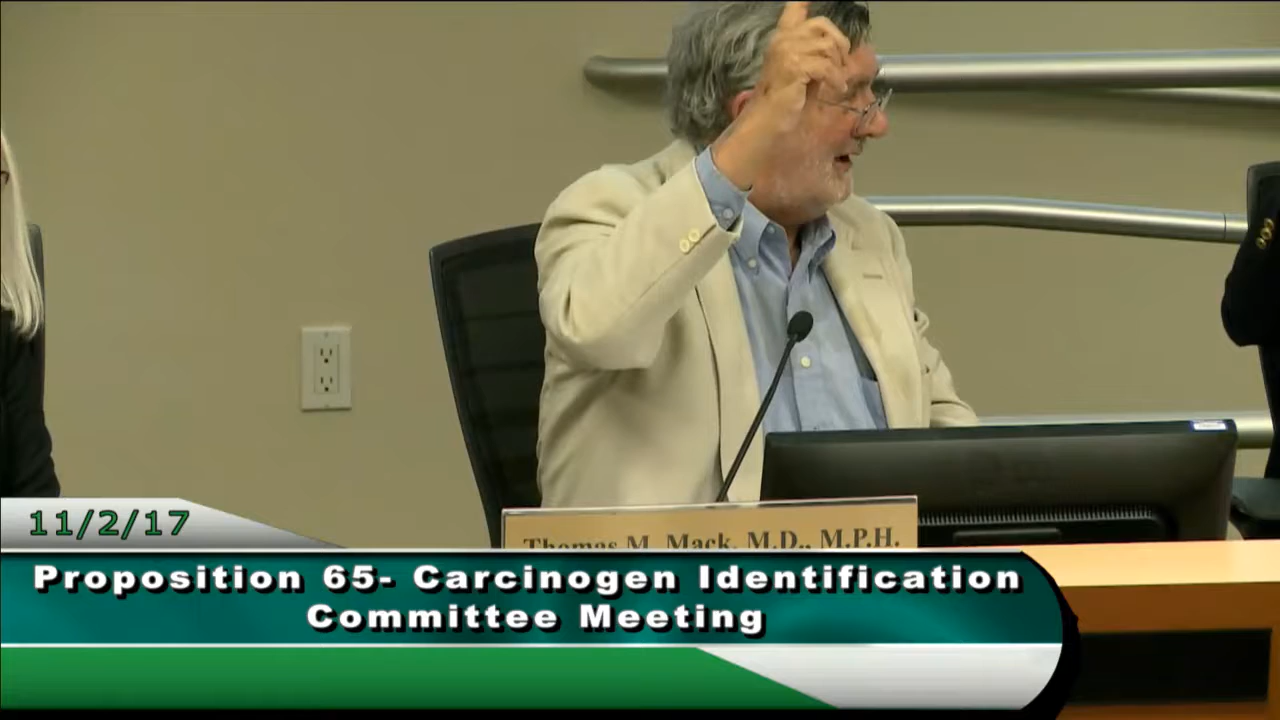 Thomas M. Mack, M.D., M.P.H.
11/2/17
Proposition 65- Carcinogen Identification
Committee Meeting